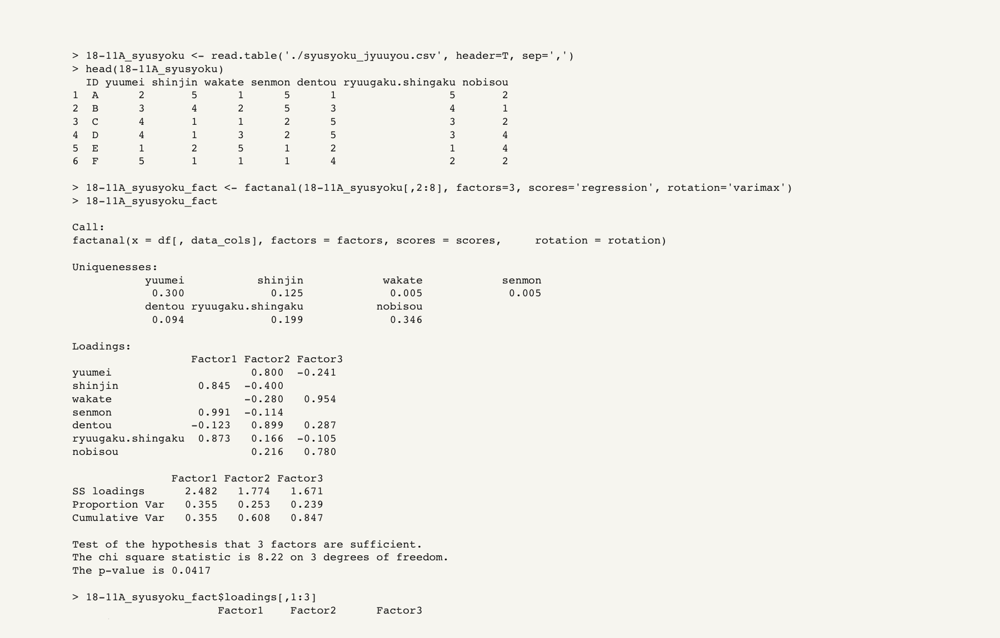 > 18-11A_syusyoku <- read.table('./syusyoku_jyuuyou.csv', header=T, sep=',')
> head(18-11A_syusyoku)
  ID yuumei shinjin wakate senmon dentou ryuugaku.shingaku nobisou
1  A      2       5      1      5      1                 5       2
2  B      3       4      2      5      3                 4       1
3  C      4       1      1      2      5                 3       2
4  D      4       1      3      2      5                 3       4
5  E      1       2      5      1      2                 1       4
6  F      5       1      1      1      4                 2       2
> 18-11A_syusyoku_fact <- factanal(18-11A_syusyoku[,2:8], factors=3, scores='regression', rotation='varimax')
> 18-11A_syusyoku_fact
Call:
factanal(x = df[, data_cols], factors = factors, scores = scores,     rotation = rotation)
Uniquenesses:
           yuumei           shinjin            wakate            senmon
            0.300             0.125             0.005             0.005
           dentou ryuugaku.shingaku           nobisou
            0.094             0.199             0.346
Loadings:
                  Factor1 Factor2 Factor3
yuumei                     0.800  -0.241
shinjin            0.845  -0.400
wakate                    -0.280   0.954
senmon             0.991  -0.114
dentou            -0.123   0.899   0.287
ryuugaku.shingaku  0.873   0.166  -0.105
nobisou                    0.216   0.780
               Factor1 Factor2 Factor3
SS loadings      2.482   1.774   1.671
Proportion Var   0.355   0.253   0.239
Cumulative Var   0.355   0.608   0.847
Test of the hypothesis that 3 factors are sufficient.
The chi square statistic is 8.22 on 3 degrees of freedom.
The p-value is 0.0417
> 18-11A_syusyoku_fact$loadings[,1:3]
                      Factor1    Factor2      Factor3